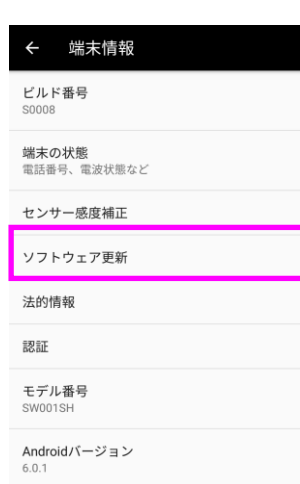 端末情報
ビルド番号
S0008
端末の状態
電話番号、電波状態など
センサー感度補正
ソフトウェア更新
法的情報
認証
モデル番号
SW001SH
Androidバージョン
6.0.1